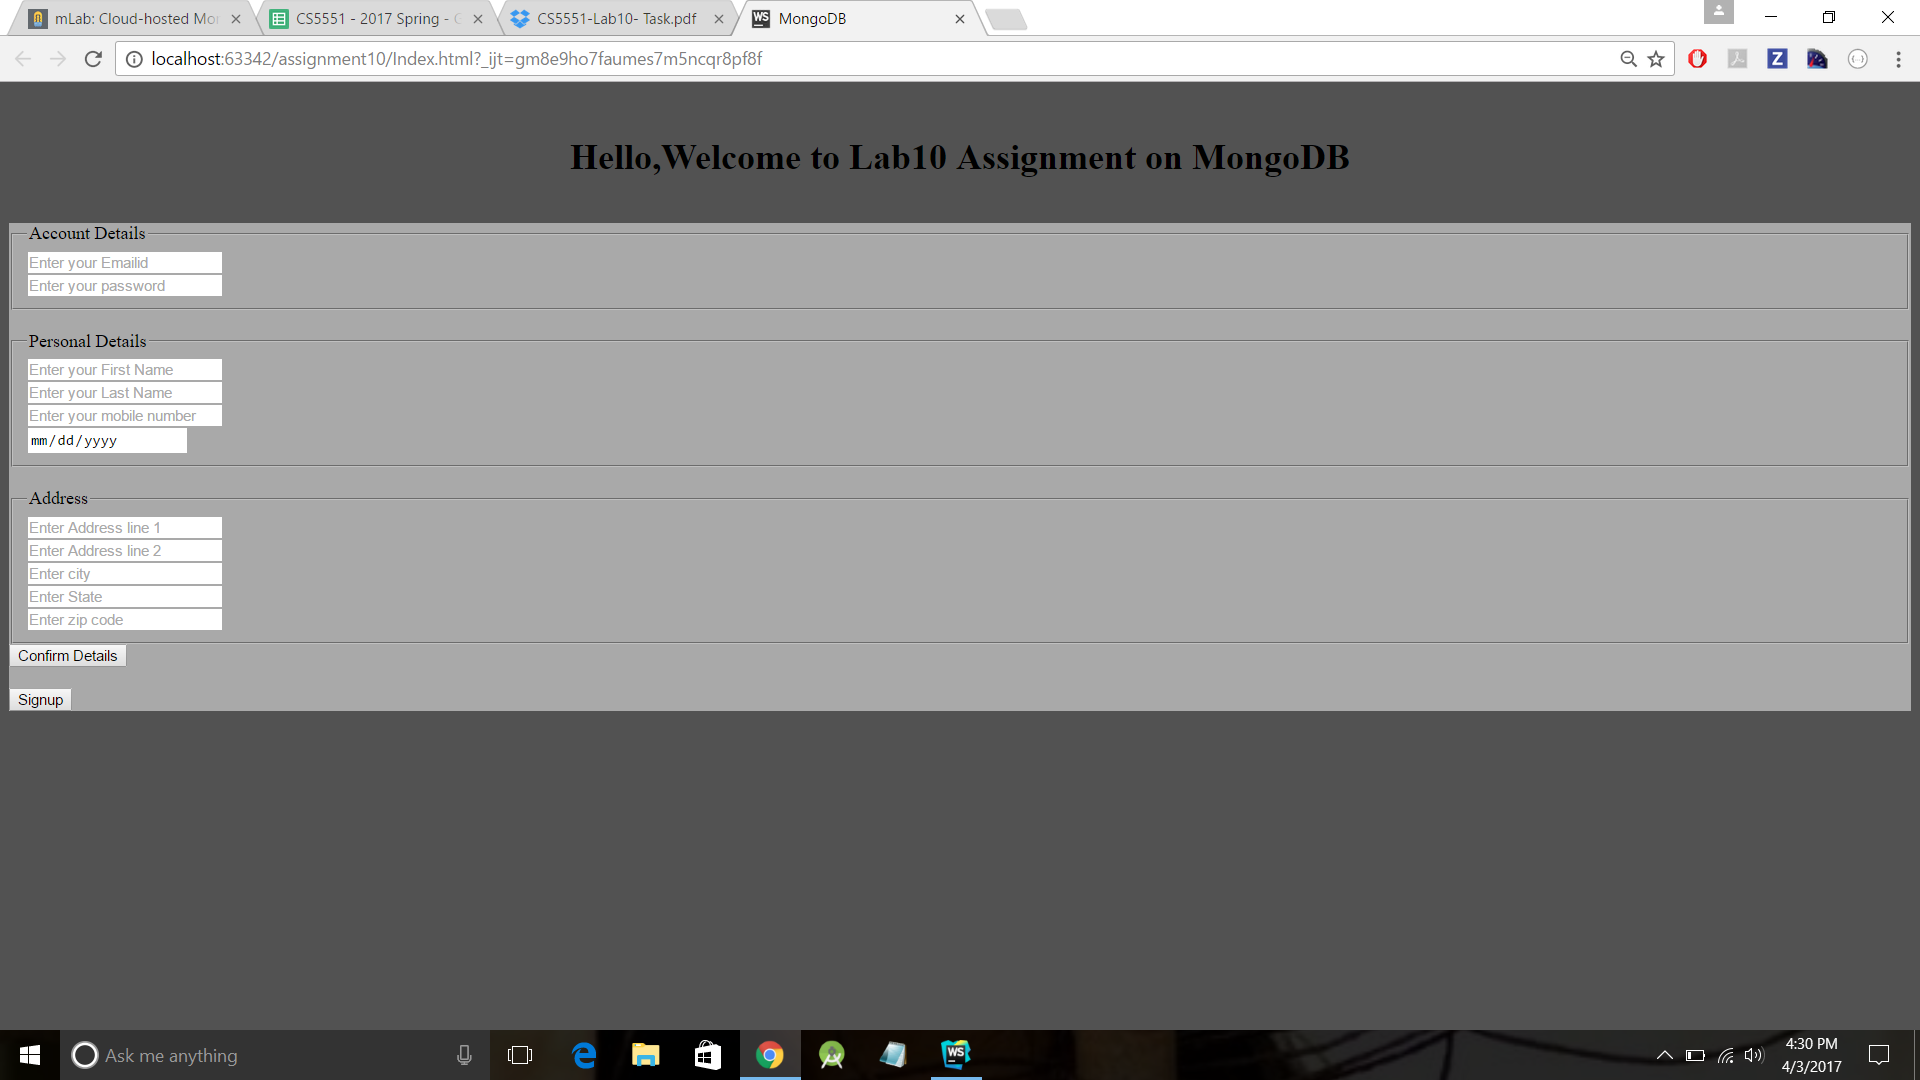 mLab: Cloud-hosted Mo
CS5551 - 2017 Spring -
CS5551-Lab10- Task.pdf
WS MongoDB
localhost:63342/assignment10/Index.html?_ijt=gm8e9ho7faumes7m5ncqr8pf8f
Z
Hello,Welcome to Lab10 Assignment on MongoDB
Account Details
Enter your Emailid
Enter your password
Personal Details
Enter your First Name
Enter your Last Name
Enter your mobile number
mm/dd/yyyy
Address
Enter Address line 1
Enter Address line 2
Enter city
Enter State
Enter zip code
Confirm Details
Signup
Ask me anything
WS
4:30 PM
4/3/2017